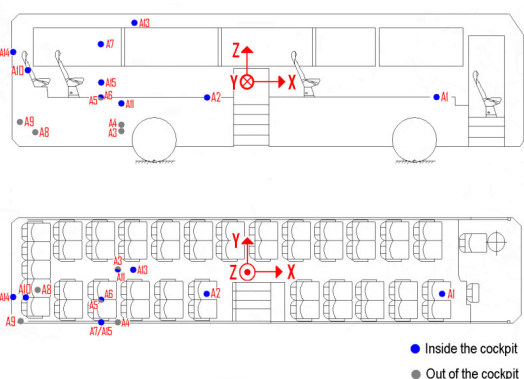 A13
A7
Z
A14
A10
A15
Y
X
A5
A6
A11
A2
A1
A9
A8
A4
A3
Y
A3
A11
A13
Z
X
A14
A10
A8
A6
A5
A2
A1
A9
A7/A15
A4
Inside the cockpit
Out of the cockpit